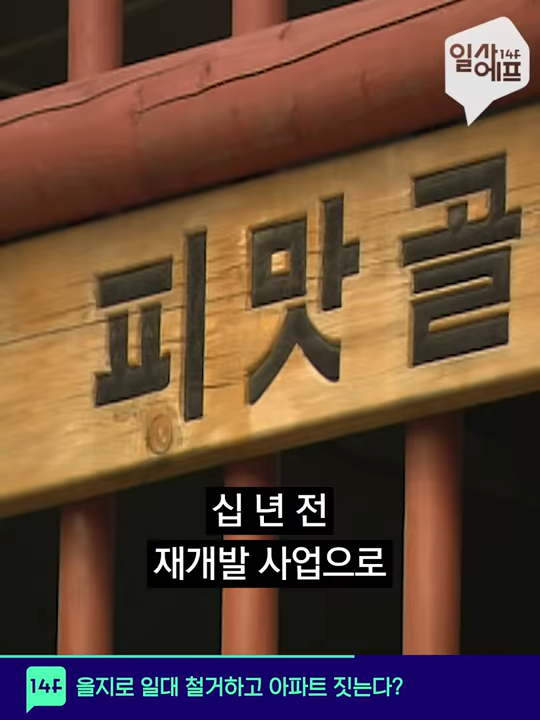 일사 14F
에프
피맛골
십 년 전
재개발 사업으로
14F 을지로 일대 철거하고 아파트 짓는다?